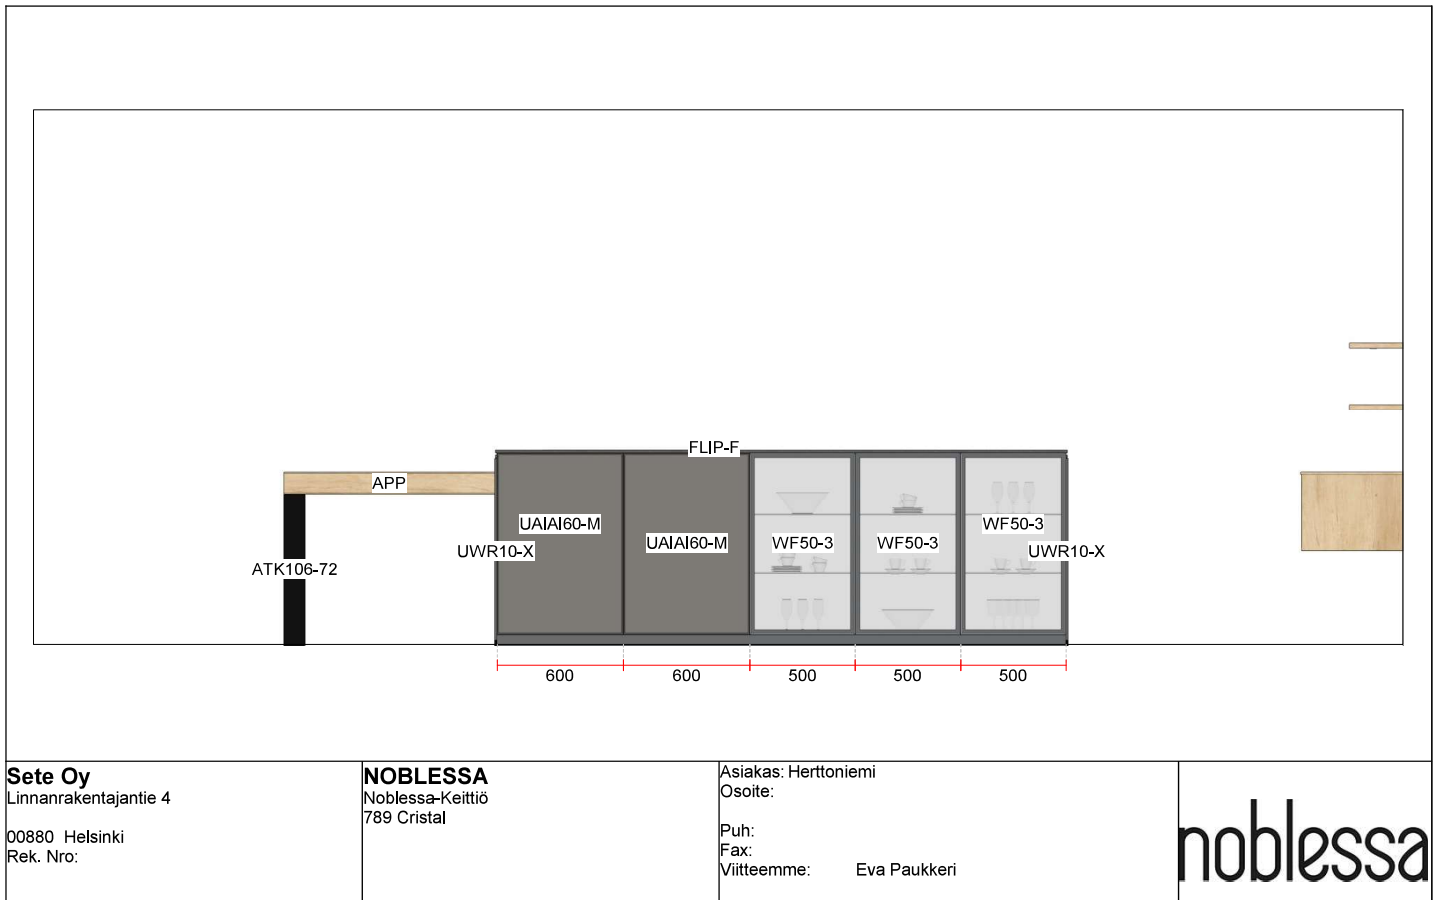 FLIP-F
APP
UAIAI60-M
UAIAI60-M
WF50-3
WF50-3
WF50-3
UWR10-X
UWR10-X
ATK106-72
600
600
500
500
500
Sete Oy
Linnanrakentajantie 4
00880 Helsinki
Rek. Nro:
NOBLESSA
Noblessa-Keittiö
789 Cristal
Asiakas: Herttoniemi
Osoite:
Puh:
Fax:
Viitteemme: Eva Paukkeri
noblessa